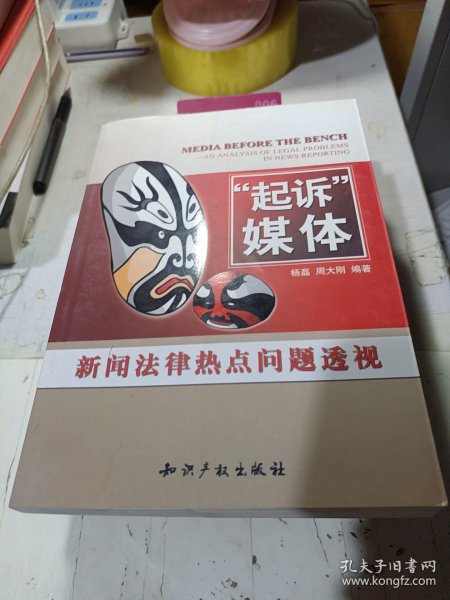 006
MEDIA BEFORE THE BENCH
—AN ANALYSIS OF LEGAL PROBLEMS
IN NEWS REPORTING
“起诉”
媒体
杨磊 周大刚 编著
新闻法律热点问题透视
知识产权出版社
孔夫子旧书网
www.kongfz.com